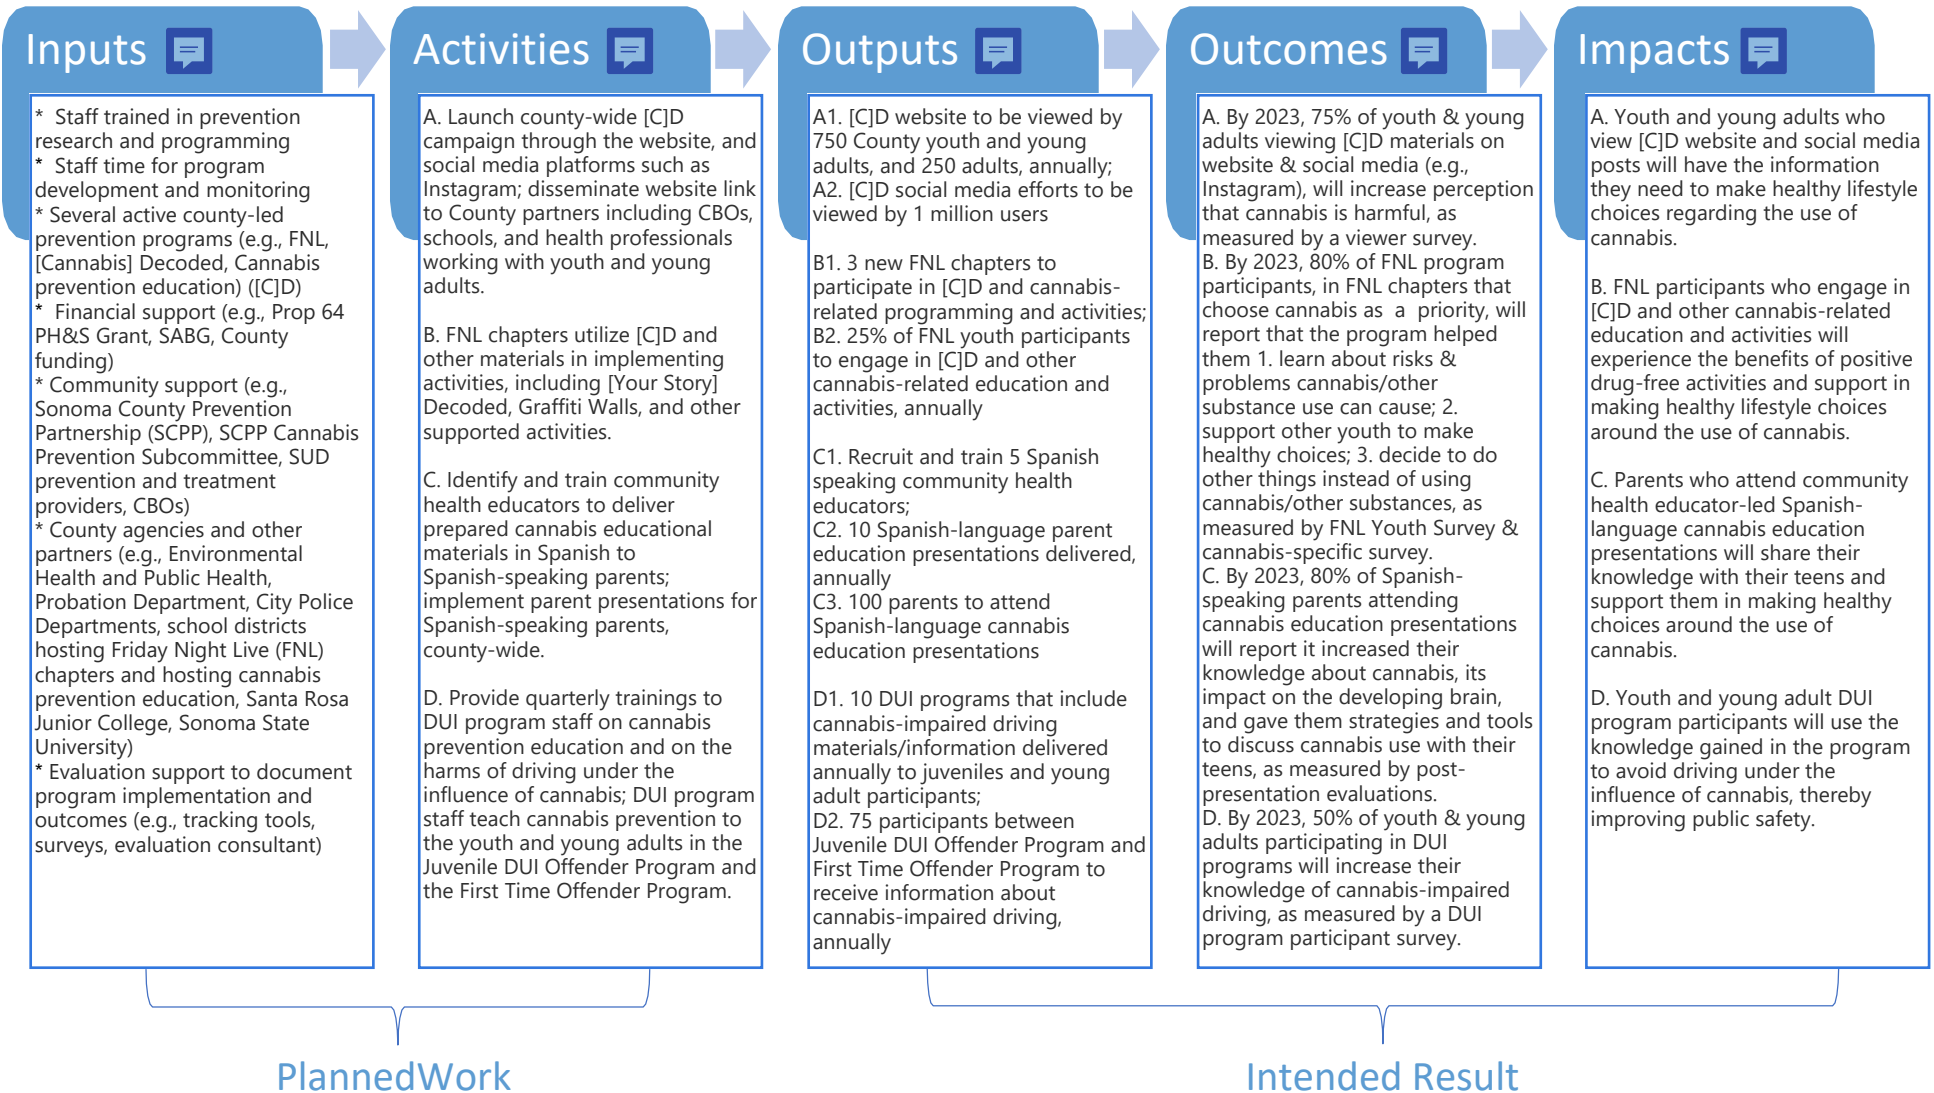 Inputs
* Staff trained in prevention
research and programming
* Staff time for program
development and monitoring
* Several active county-led
prevention programs (e.g., FNL,
[Cannabis] Decoded, Cannabis
prevention education) ([C]D)
* Financial support (e.g., Prop 64
PH&S Grant, SABG, County
funding)
* Community support (e.g.,
Sonoma County Prevention
Partnership (SCPP), SCPP Cannabis
Prevention Subcommittee, SUD
prevention and treatment
providers, CBOs)
* County agencies and other
partners (e.g., Environmental
Health and Public Health,
Probation Department, City Police
Departments, school districts
hosting Friday Night Live (FNL)
chapters and hosting cannabis
prevention education, Santa Rosa
Junior College, Sonoma State
University)
* Evaluation support to document
program implementation and
outcomes (e.g., tracking tools,
surveys, evaluation consultant)
Activities
A. Launch county-wide [C]D
campaign through the website, and
social media platforms such as
Instagram; disseminate website link
to County partners including CBOs,
schools, and health professionals
working with youth and young
adults.
B. FNL chapters utilize [C]D and
other materials in implementing
activities, including [Your Story]
Decoded, Graffiti Walls, and other
supported activities.
C. Identify and train community
health educators to deliver
prepared cannabis educational
materials in Spanish to
Spanish-speaking parents;
implement parent presentations for
Spanish-speaking parents,
county-wide.
D. Provide quarterly trainings to
DUI program staff on cannabis
prevention education and on the
harms of driving under the
influence of cannabis; DUI program
staff teach cannabis prevention to
the youth and young adults in the
Juvenile DUI Offender Program and
the First Time Offender Program.
Outputs
A1. [C]D website to be viewed by
750 County youth and young
adults, and 250 adults, annually;
A2. [C]D social media efforts to be
viewed by 1 million users
B1. 3 new FNL chapters to
participate in [C]D and cannabis-
related programming and activities;
B2. 25% of FNL youth participants
to engage in [C]D and other
cannabis-related education and
activities, annually
C1. Recruit and train 5 Spanish
speaking community health
educators;
C2. 10 Spanish-language parent
education presentations delivered,
annually
C3. 100 parents to attend
Spanish-language cannabis
education presentations
D1. 10 DUI programs that include
cannabis-impaired driving
materials/information delivered
annually to juveniles and young
adult participants;
D2. 75 participants between
Juvenile DUI Offender Program and
First Time Offender Program to
receive information about
cannabis-impaired driving,
annually
Outcomes
A. By 2023, 75% of youth & young
adults viewing [C]D materials on
website & social media (e.g.,
Instagram), will increase perception
that cannabis is harmful, as
measured by a viewer survey.
B. By 2023, 80% of FNL program
participants, in FNL chapters that
choose cannabis as a priority, will
report that the program helped
them 1. learn about risks &
problems cannabis/other
substance use can cause; 2.
support other youth to make
healthy choices; 3. decide to do
other things instead of using
cannabis/other substances, as
measured by FNL Youth Survey &
cannabis-specific survey.
C. By 2023, 80% of Spanish-
speaking parents attending
cannabis education presentations
will report it increased their
knowledge about cannabis, its
impact on the developing brain,
and gave them strategies and tools
to discuss cannabis use with their
teens, as measured by post-
presentation evaluations.
D. By 2023, 50% of youth & young
adults participating in DUI
programs will increase their
knowledge of cannabis-impaired
driving, as measured by a DUI
program participant survey.
Impacts
A. Youth and young adults who
view [C]D website and social media
posts will have the information
they need to make healthy lifestyle
choices regarding the use of
cannabis.
B. FNL participants who engage in
[C]D and other cannabis-related
education and activities will
experience the benefits of positive
drug-free activities and support in
making healthy lifestyle choices
around the use of cannabis.
C. Parents who attend community
health educator-led Spanish-
language cannabis education
presentations will share their
knowledge with their teens and
support them in making healthy
choices around the use of
cannabis.
D. Youth and young adult DUI
program participants will use the
knowledge gained in the program
to avoid driving under the
influence of cannabis, thereby
improving public safety.
PlannedWork
Intended Result